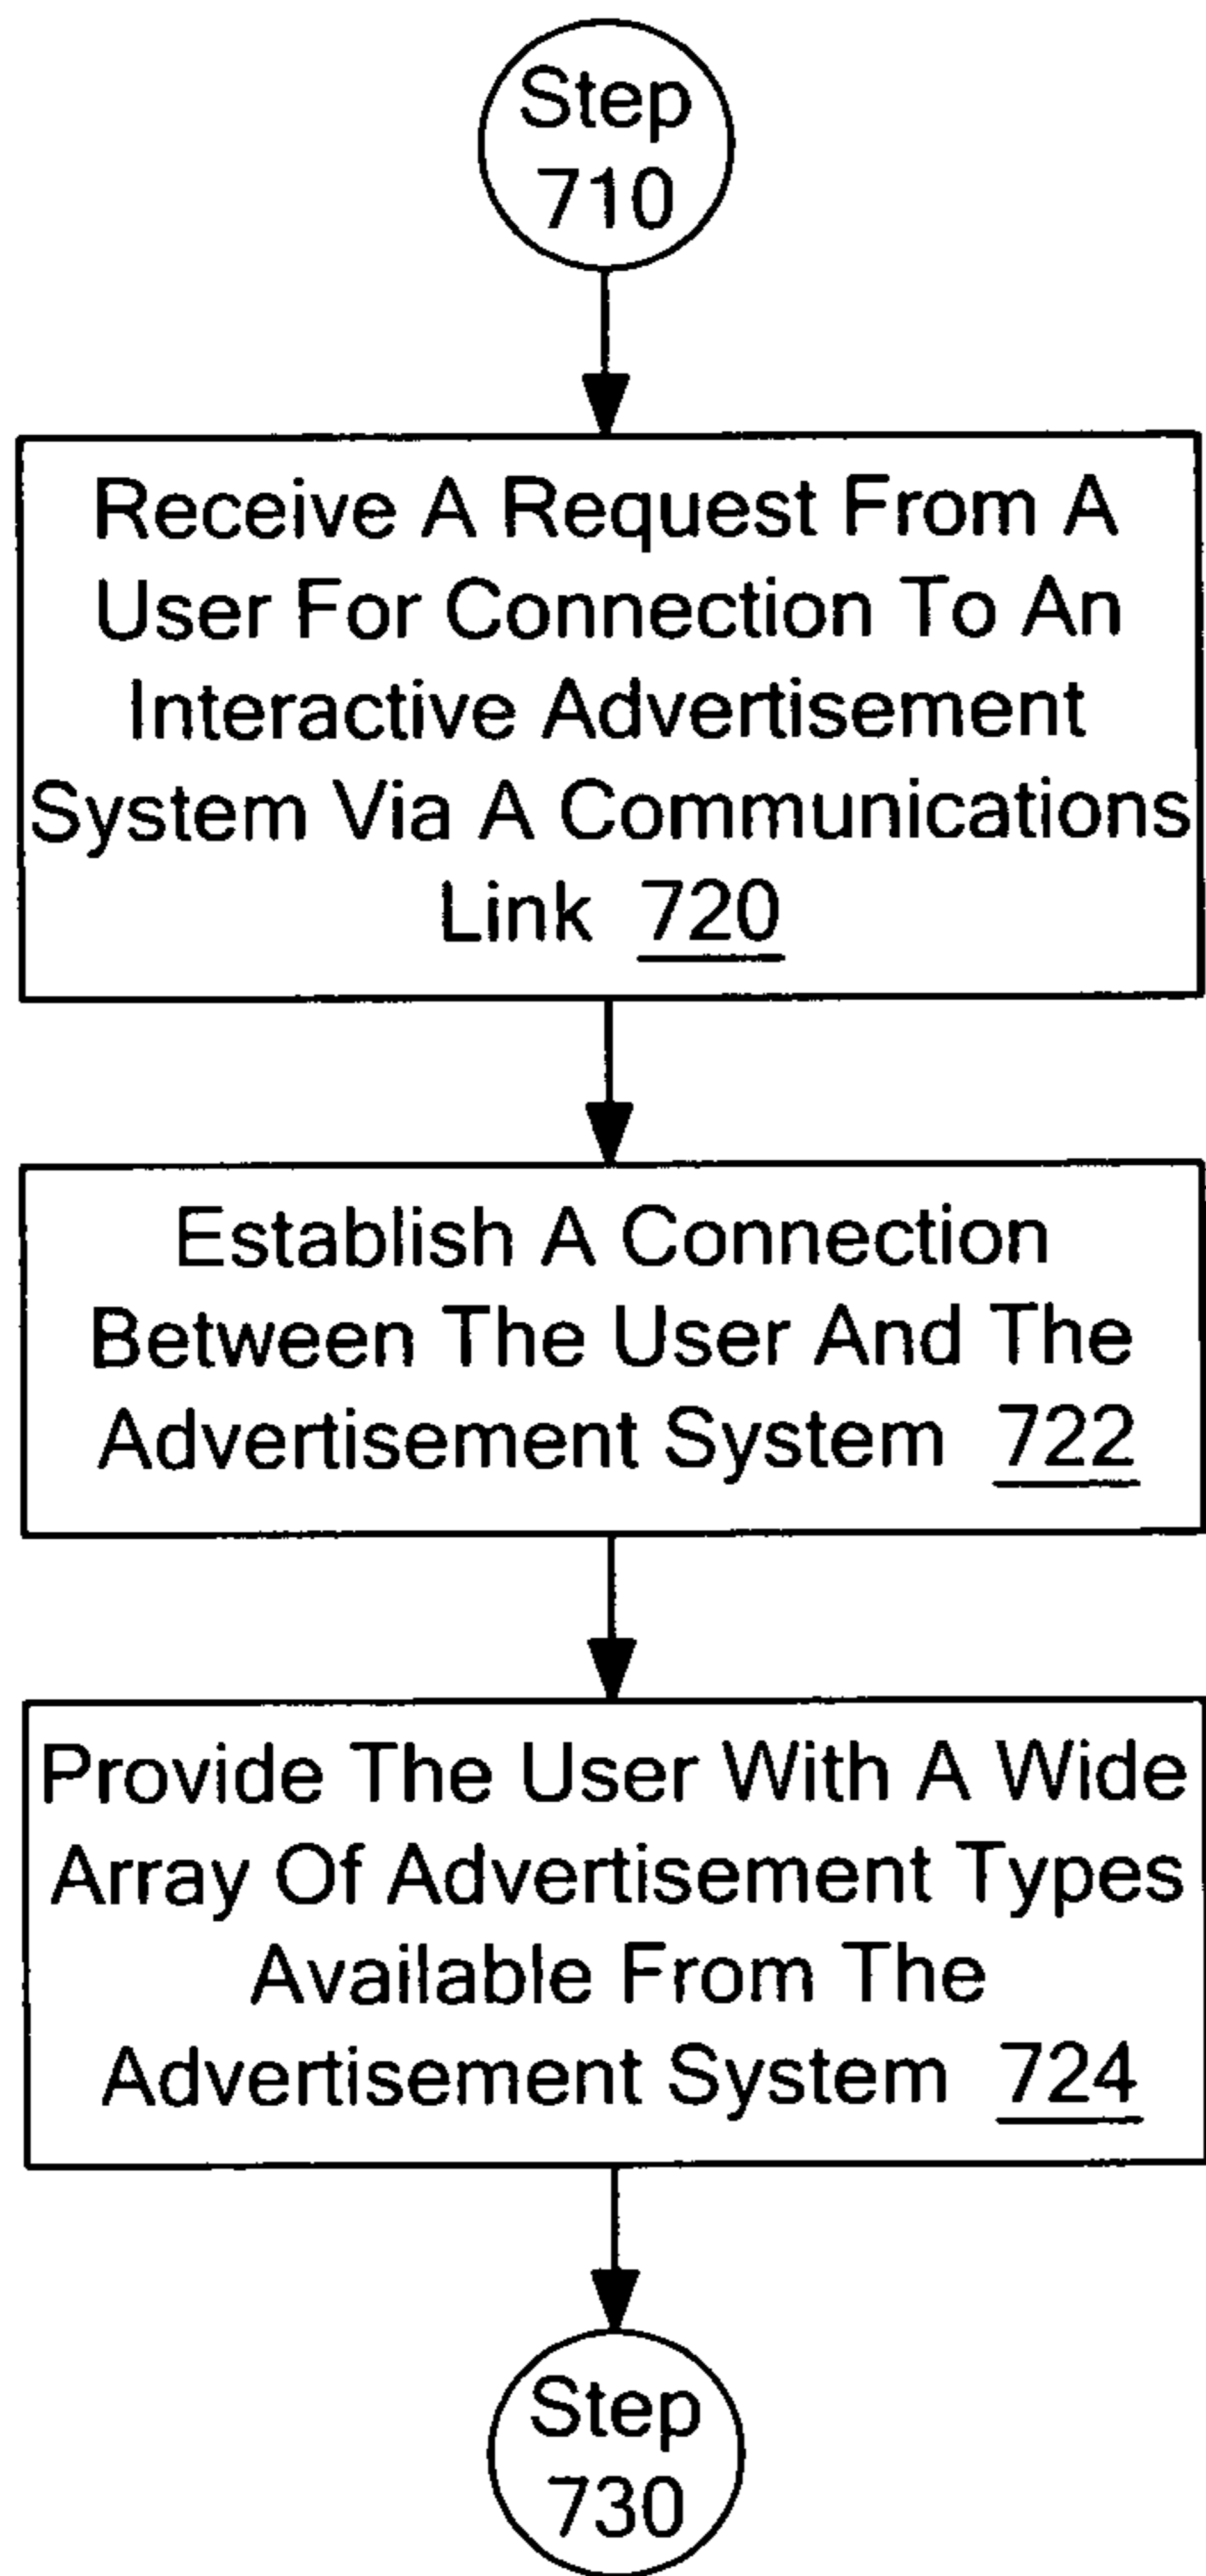 Step
710
Receive A Request From A
User For Connection To An
Interactive Advertisement
System Via A Communications
Link 720
Establish A Connection
Between The User And The
Advertisement System 722
Provide The User With A Wide
Array Of Advertisement Types
Available From The
Advertisement System 724
Step
730